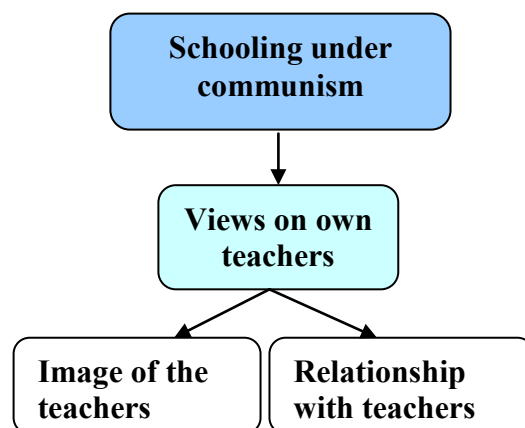 Schooling under
communism
Views on own
teachers
Image of the
teachers
Relationship
with teachers